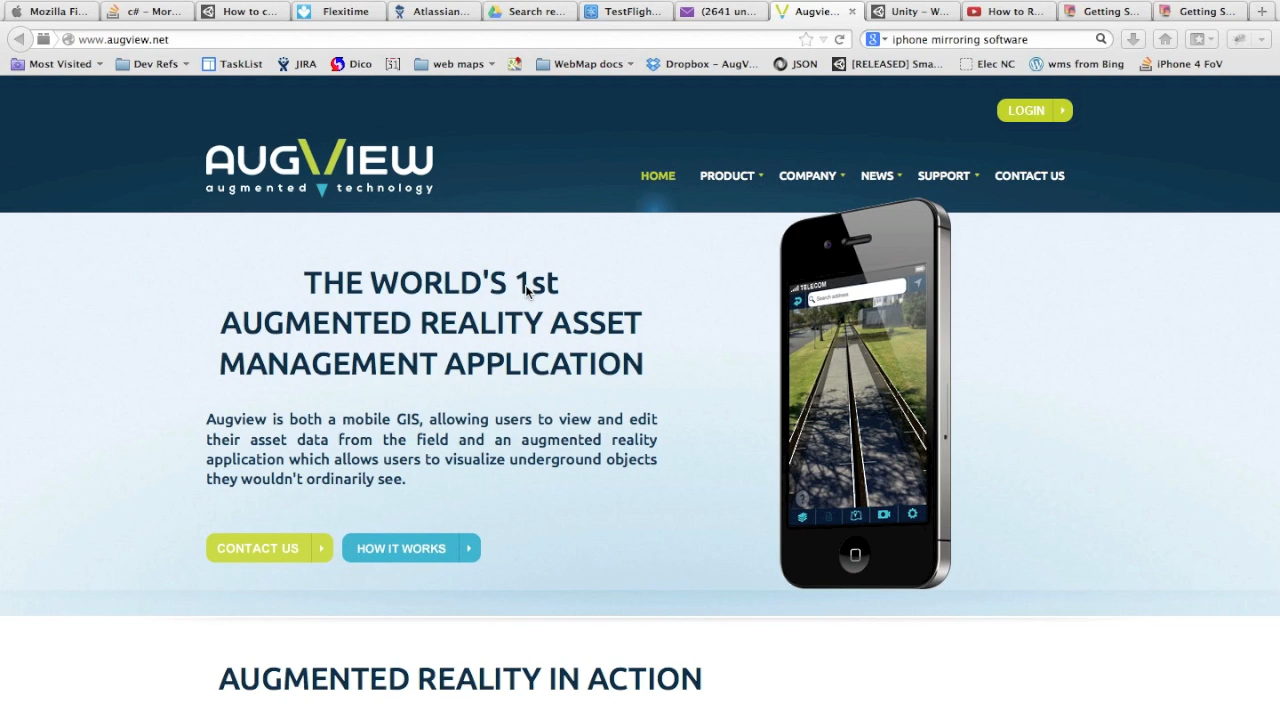 Mozilla Fi...
c# – Mor...
How to c...
Flexitime
Atlassian...
Search re...
TestFligh...
(2641 un...
Augvie...
Unity – W...
How to R...
Getting S...
Getting S...
www.augview.net
iphone mirroring software
Most Visited
Dev Refs
TaskList
JIRA
Dico
web maps
WebMap docs
Dropbox – AugV...
JSON
[RELEASED] Sma...
Elec NC
wms from Bing
iPhone 4 FoV
LOGIN
AUGVIEW
augmented technology
HOME
PRODUCT
COMPANY
NEWS
SUPPORT
CONTACT US
THE WORLD'S 1st
AUGMENTED REALITY ASSET
MANAGEMENT APPLICATION
TELECOM
Search address
Augview is both a mobile GIS, allowing users to view and edit
their asset data from the field and an augmented reality
application which allows users to visualize underground objects
they wouldn't ordinarily see.
CONTACT US
HOW IT WORKS
AUGMENTED REALITY IN ACTION